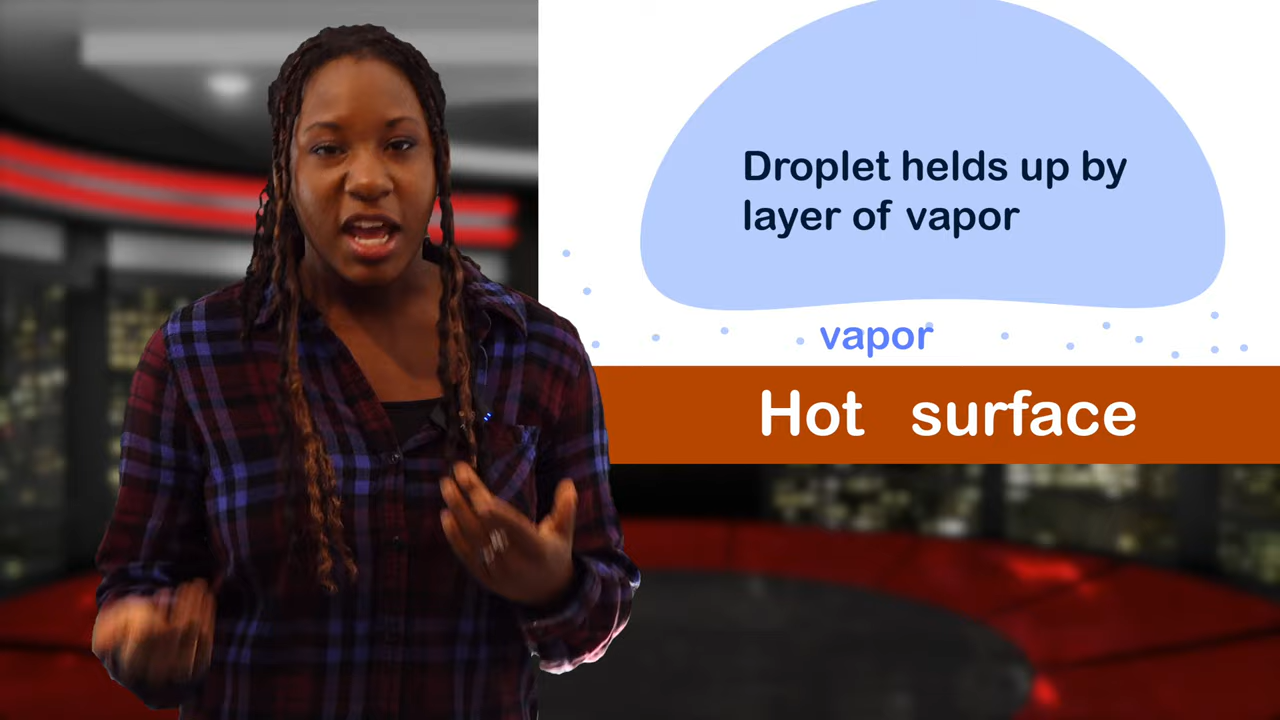 Droplet helds up by
layer of vapor
vapor
Hot surface